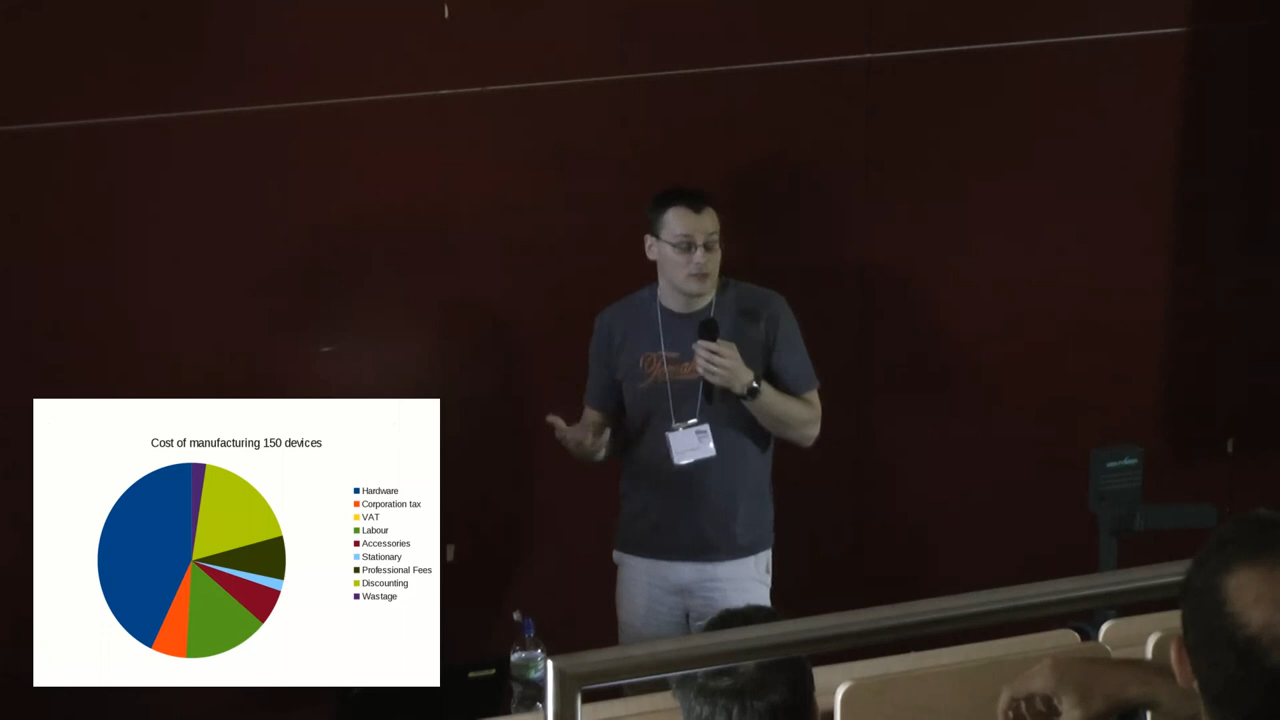 Cost of manufacturing 150 devices
Hardware
Corporation tax
VAT
Labour
Accessories
Stationary
Professional Fees
Discounting
Wastage